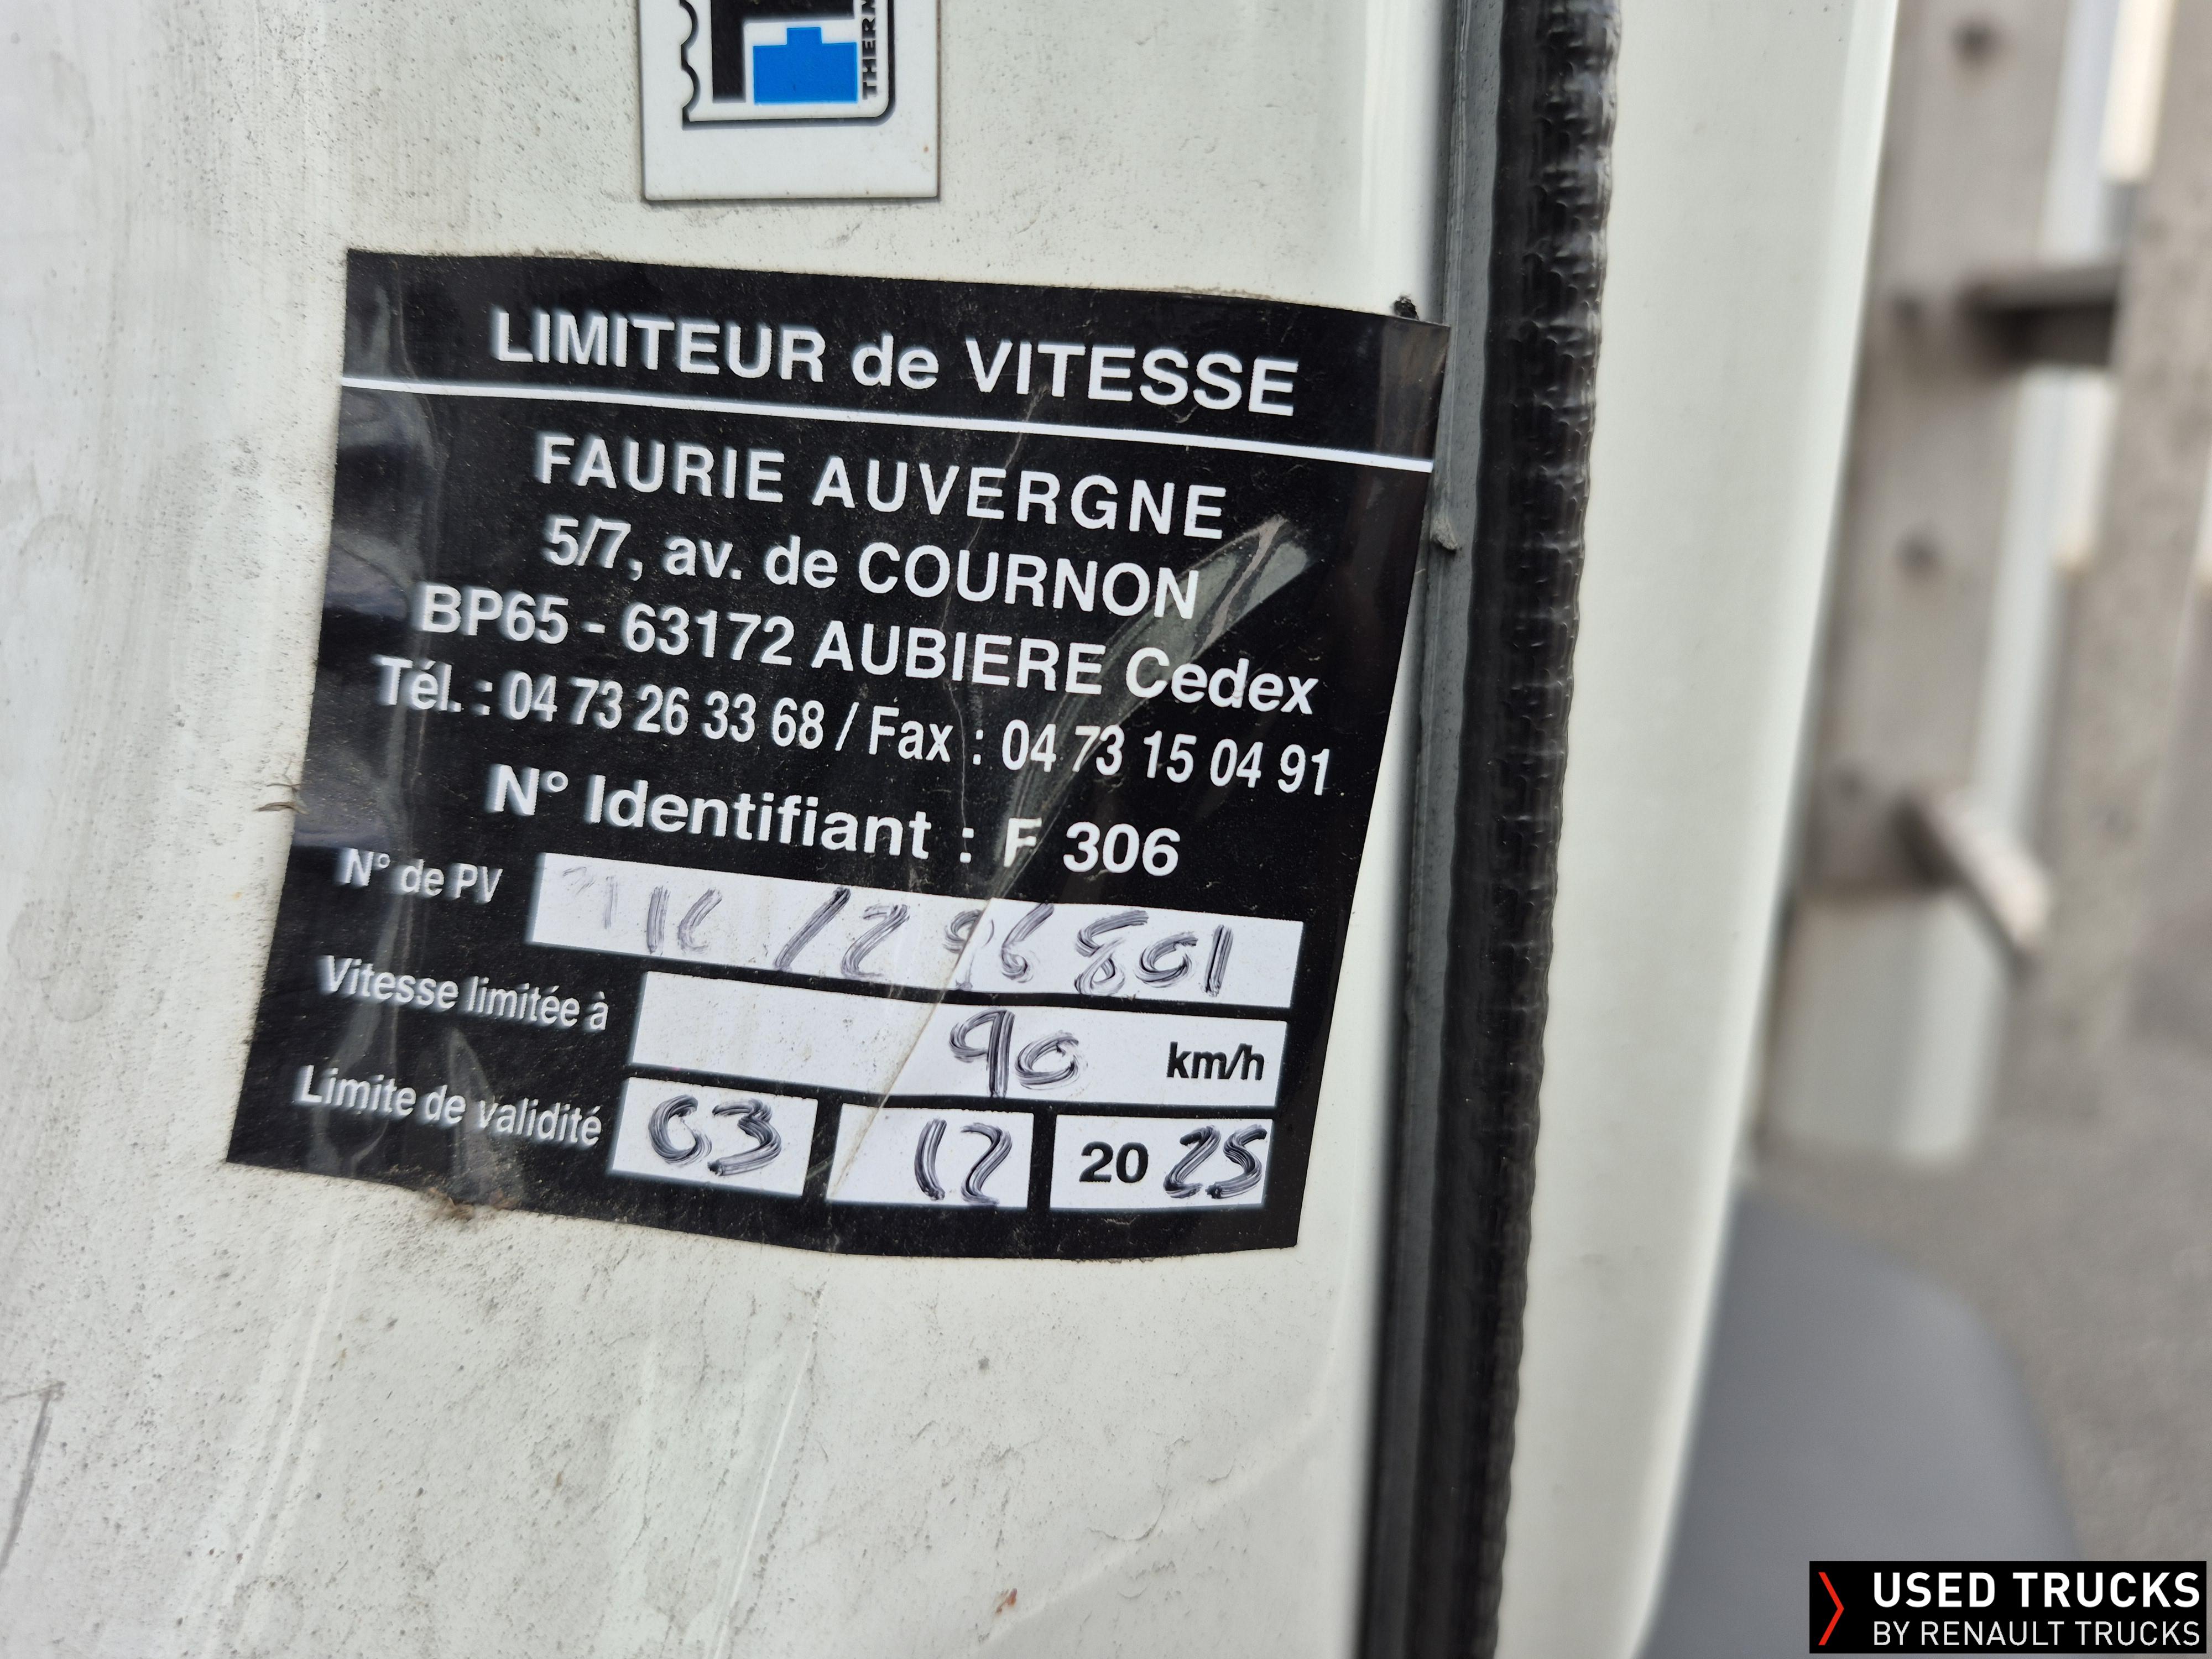 LIMITEUR de VITESSE
FAURIE AUVERGNE
5/7, av. de COURNON
BP65 - 63172 AUBIERE Cedex
Tél. : 04 73 26 33 68 / Fax : 04 73 15 04 91
N° Identifiant : F 306
N° de PV
Vitesse limitée à 90 km/h
Limite de validité 03 12 2025
USED TRUCKS
BY RENAULT TRUCKS